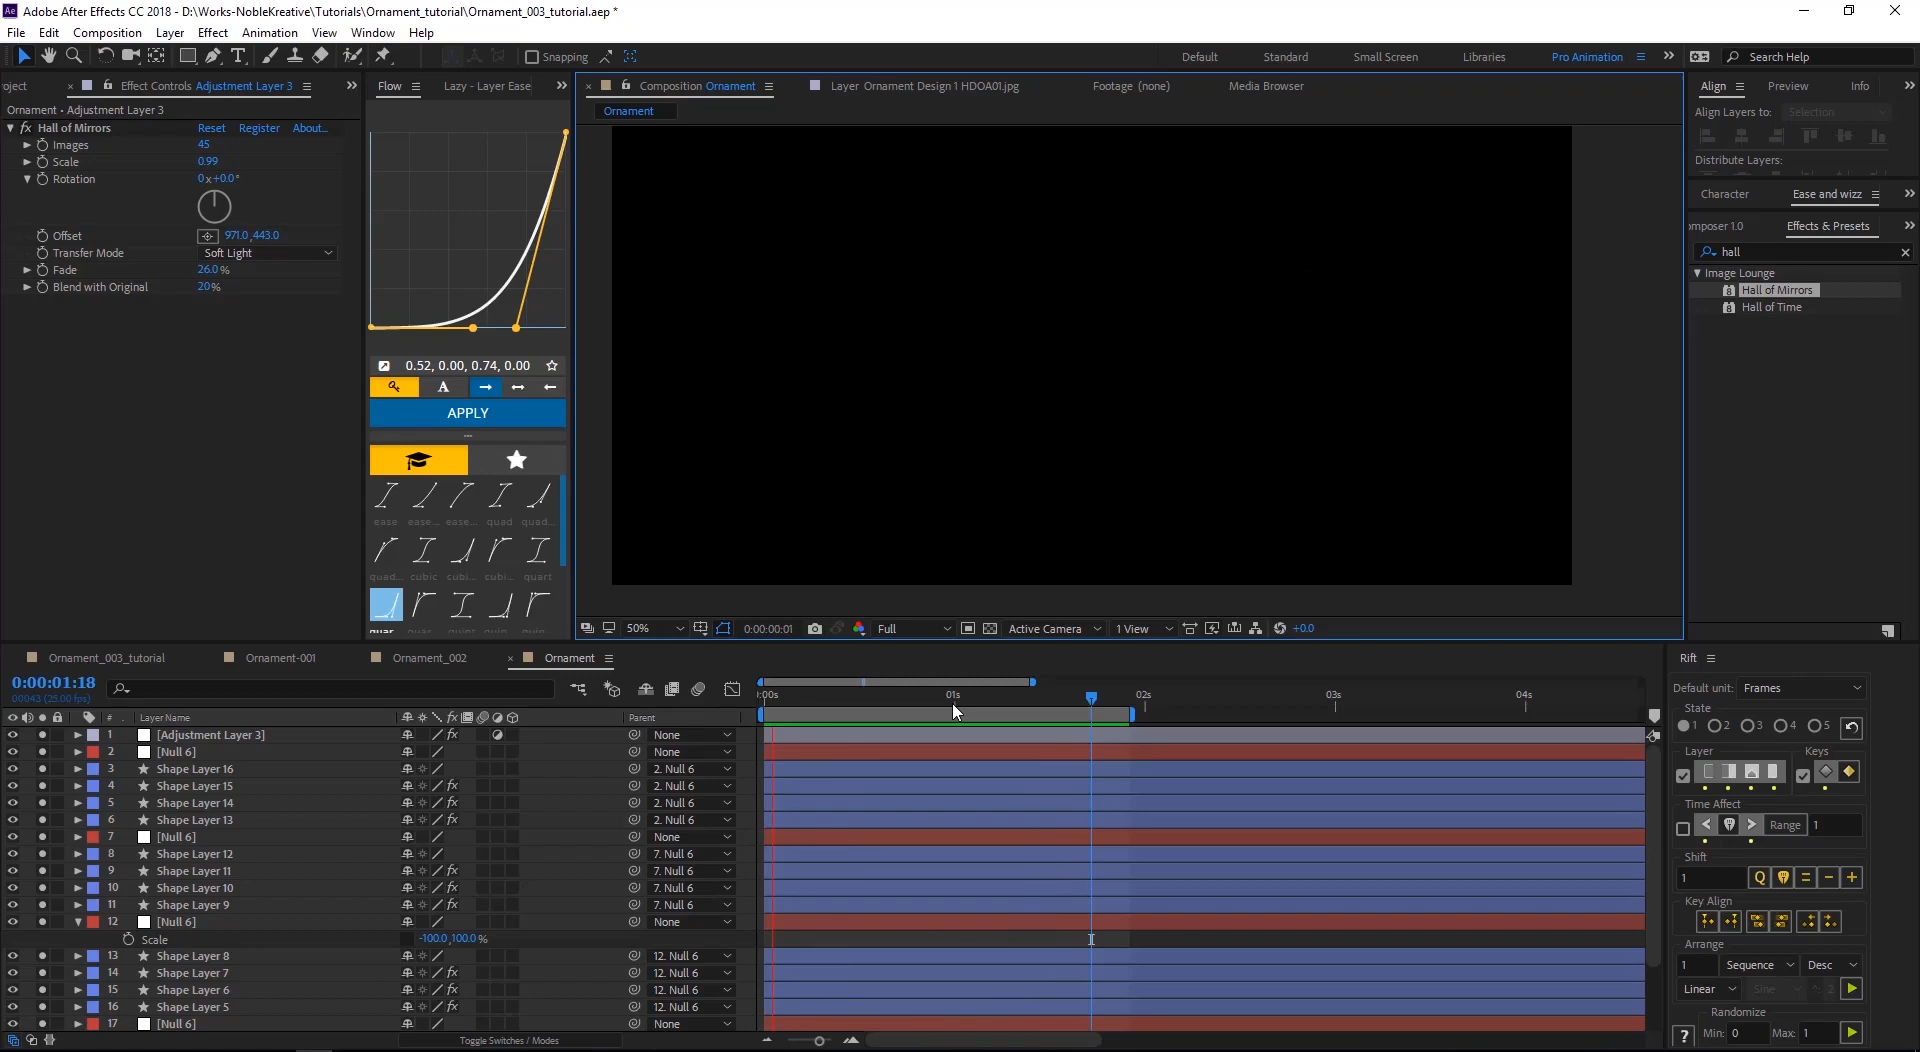 Ae Adobe After Effects CC 2018 - D:\Works-NobleKreative\Tutorials\Ornament_tutorial\Ornament_003_tutorial.aep *
File Edit Composition Layer Effect Animation View Window Help
Snapping Default Standard Small Screen Libraries Pro Animation Search Help
oject Effect Controls Adjustment Layer 3
Ornament • Adjustment Layer 3
fx Hall of Mirrors Reset Register About...
Images 45
Scale 0.99
Rotation 0x+0.0°
Offset 971.0,443.0
Transfer Mode Soft Light
Fade 26.0%
Blend with Original 20%
Flow Lazy - Layer Ease
0.52, 0.00, 0.74, 0.00
A
APPLY
ease ease... ease... quad quad...
quad... cubic cubi... cubi... quart
quar
Composition Ornament Layer Ornament Design 1 HDOA01.jpg Footage (none) Media Browser
Ornament
50% 0:00:00:01 Full Active Camera 1 View +0.0
Align Preview Info
Align Layers to: Selection
Distribute Layers:
Character Ease and wizz
omposer 1.0 Effects & Presets
hall
Image Lounge
Hall of Mirrors
Hall of Time
Ornament_003_tutorial Ornament-001 Ornament_002 Ornament
0:00:01:18
00043 (25.00 fps)
):00s 01s 02s 03s 04s
# Layer Name fx Parent
1 [Adjustment Layer 3] fx None
2 [Null 6] None
3 Shape Layer 16 2. Null 6
4 Shape Layer 15 fx 2. Null 6
5 Shape Layer 14 fx 2. Null 6
6 Shape Layer 13 fx 2. Null 6
7 [Null 6] None
8 Shape Layer 12 7. Null 6
9 Shape Layer 11 fx 7. Null 6
10 Shape Layer 10 fx 7. Null 6
11 Shape Layer 9 fx 7. Null 6
12 [Null 6] None
Scale -100.0,100.0%
13 Shape Layer 8 12. Null 6
14 Shape Layer 7 fx 12. Null 6
15 Shape Layer 6 fx 12. Null 6
16 Shape Layer 5 fx 12. Null 6
17 [Null 6] None
Toggle Switches / Modes
Rift
Default unit: Frames
State
1 2 3 4 5
Layer Keys
Time Affect
< > Range 1
Shift
1 Q = − +
Key Align
Arrange
1 Sequence Desc
Linear Sine 2
Randomize
? Min: 0 Max: 1